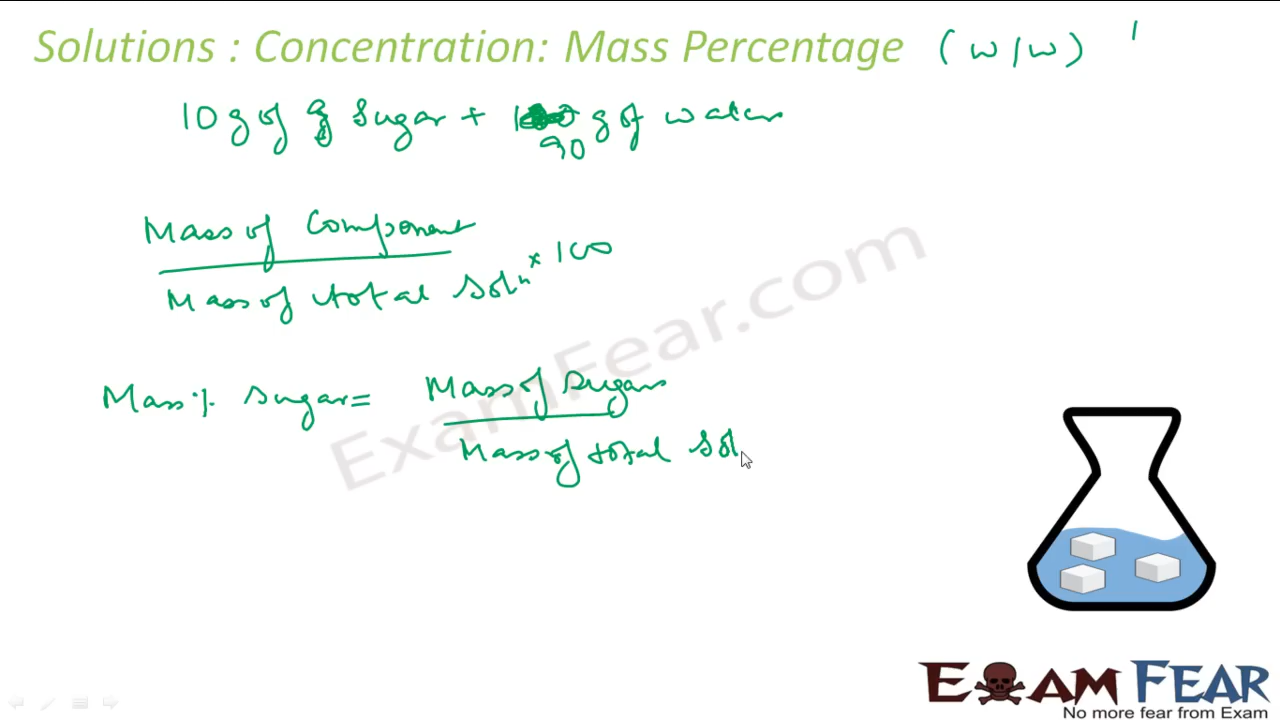 Solutions : Concentration: Mass Percentage (w/w)
10 g of Sugar + g of water
90
Mass of Component
Mass of total Soln × 100
Mass % Sugar = Mass of Sugar
Mass of total Sol
ExamFear.com
EXAM FEAR
No more fear from Exam